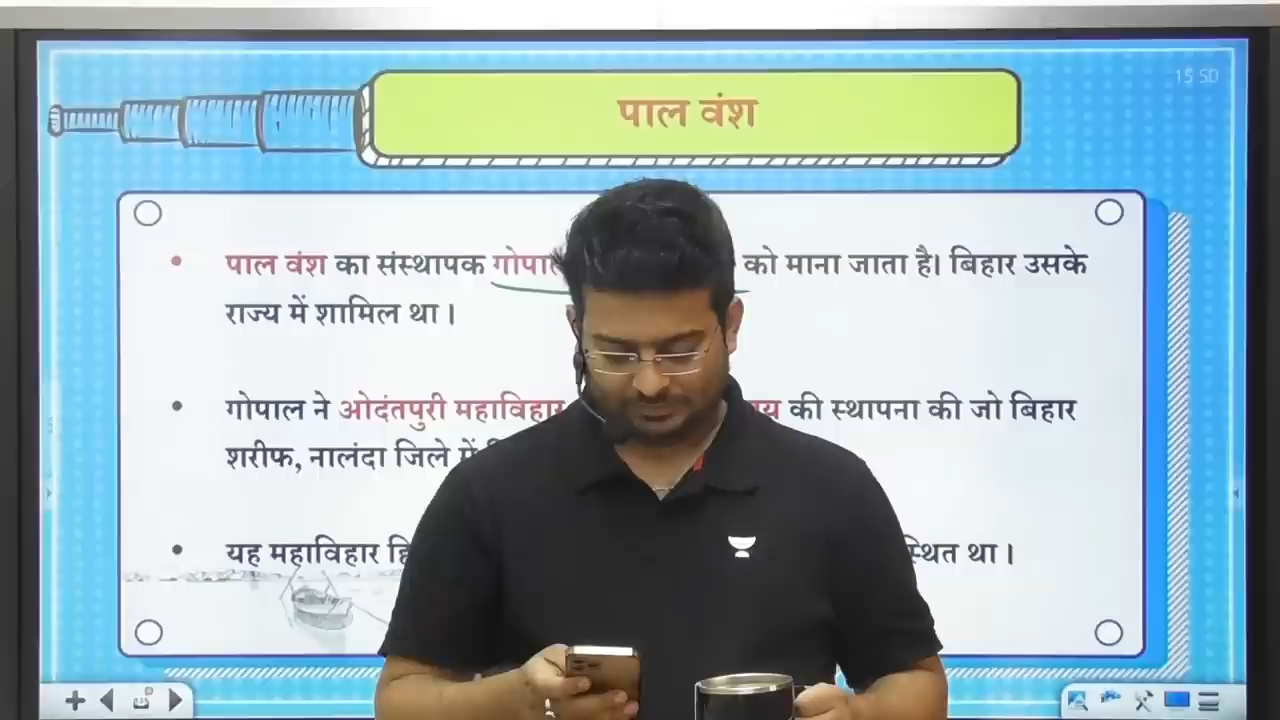 15 50
पाल वंश
पाल वंश का संस्थापक को माना जाता है। बिहार उसके
राज्य में शामिल था।
गोपाल ने ओदंतपुरी महाविहार की स्थापना की जो बिहार
शरीफ, नालंदा जिले में
यह महाविहार स्थित था।